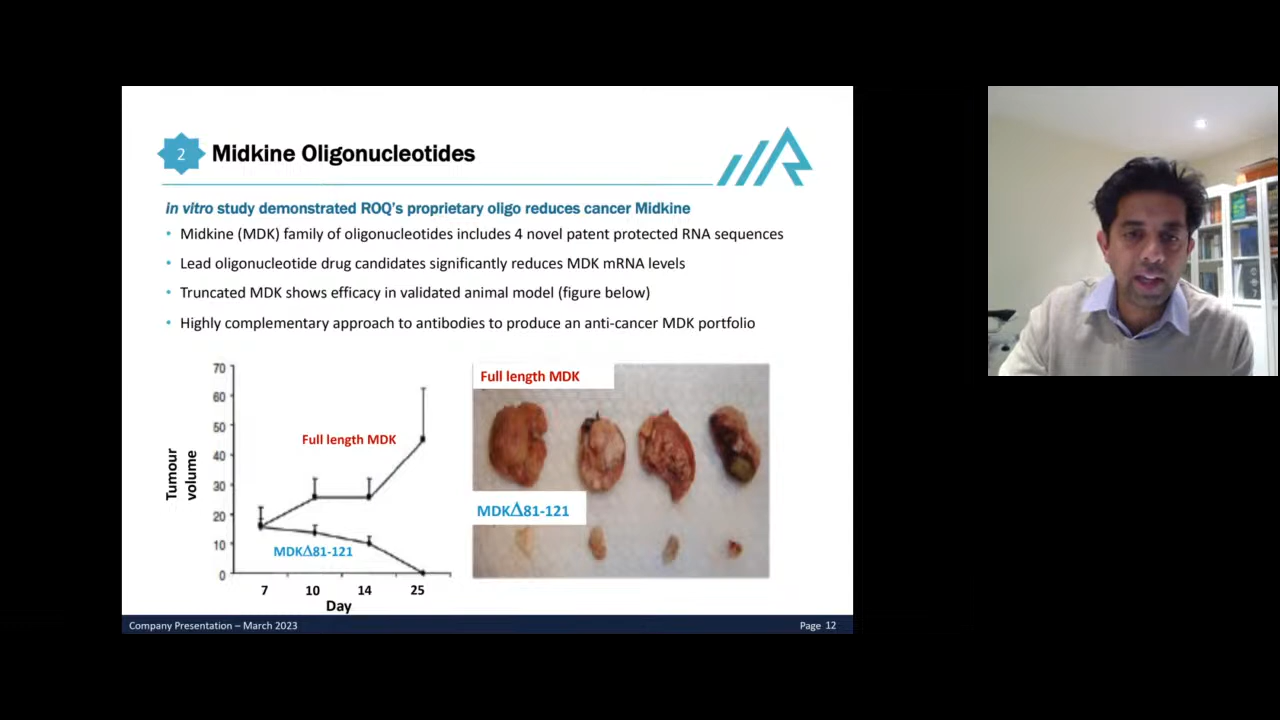 2
Midkine Oligonucleotides
in vitro study demonstrated ROQ's proprietary oligo reduces cancer Midkine
• Midkine (MDK) family of oligonucleotides includes 4 novel patent protected RNA sequences
• Lead oligonucleotide drug candidates significantly reduces MDK mRNA levels
• Truncated MDK shows efficacy in validated animal model (figure below)
• Highly complementary approach to antibodies to produce an anti-cancer MDK portfolio
70
60
50
40
30
20
10
0
Tumour
volume
Full length MDK
MDKΔ81-121
7 10 14 25
Day
Full length MDK
MDKΔ81-121
Company Presentation – March 2023
Page 12